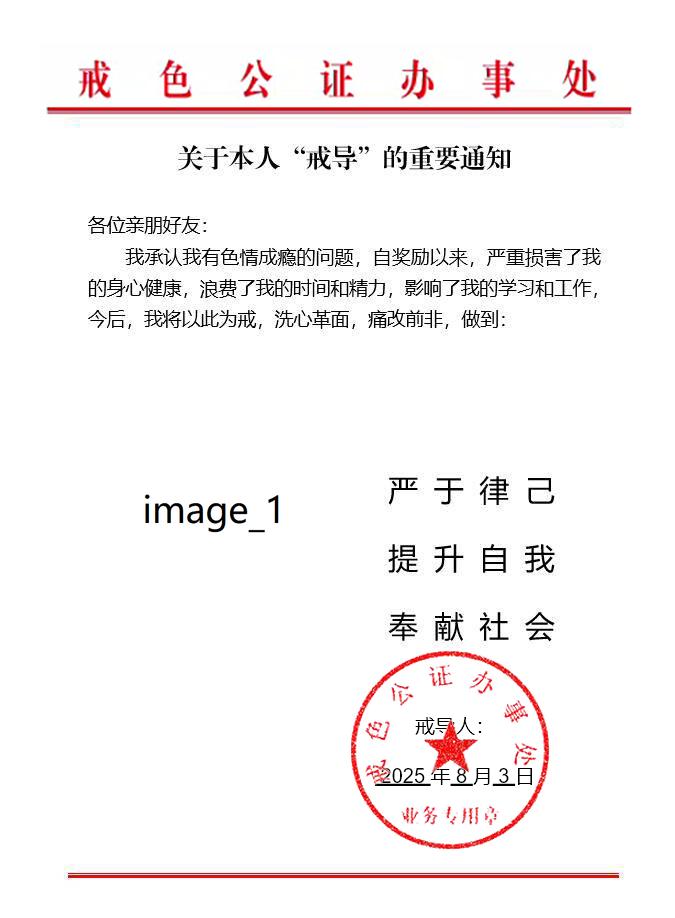 戒色公证办事处
关于本人“戒导”的重要通知
各位亲朋好友：
我承认我有色情成瘾的问题，自奖励以来，严重损害了我
的身心健康，浪费了我的时间和精力，影响了我的学习和工作，
今后，我将以此为戒，洗心革面，痛改前非，做到：
image_1
严于律己
提升自我
奉献社会
戒色公证办事处
戒导人：
2025 年 8 月 3 日
业务专用章